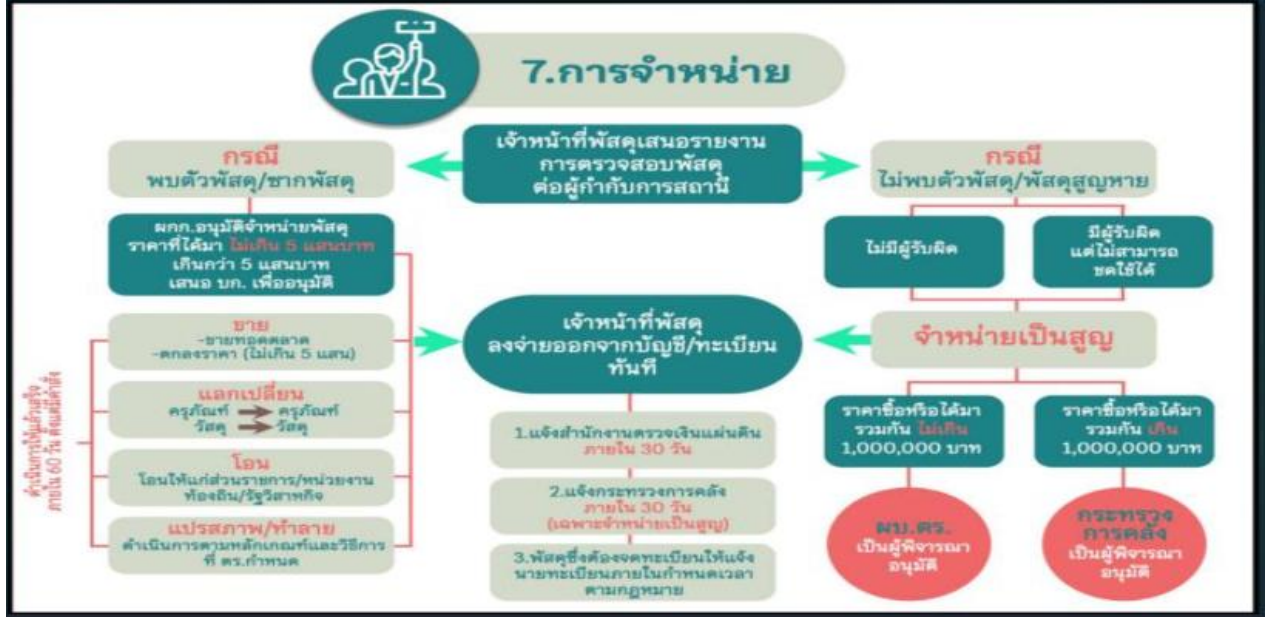 7.การจำหน่าย
เจ้าหน้าที่พัสดุเสนอรายงาน
การตรวจสอบพัสดุ
ต่อผู้กำกับการสถานี
กรณี
พบตัวพัสดุ/ซากพัสดุ
ผกก.อนุมัติจำหน่ายพัสดุ
ราคาที่ได้มา ไม่เกิน 5 แสนบาท
เกินกว่า 5 แสนบาท
เสนอ บก. เพื่ออนุมัติ
ดำเนินการให้แล้วเสร็จ
ภายใน 60 วัน ตั้งแต่มีคำสั่ง
ขาย
-ขายทอดตลาด
-ตกลงราคา (ไม่เกิน 5 แสน)
แลกเปลี่ยน
ครุภัณฑ์ → ครุภัณฑ์
วัสดุ → วัสดุ
โอน
โอนให้แก่ส่วนราชการ/หน่วยงาน
ท้องถิ่น/รัฐวิสาหกิจ
แปรสภาพ/ทำลาย
ดำเนินการตามหลักเกณฑ์และวิธีการ
ที่ ตร.กำหนด
เจ้าหน้าที่พัสดุ
ลงจ่ายออกจากบัญชี/ทะเบียน
ทันที
1.แจ้งสำนักงานตรวจเงินแผ่นดิน
ภายใน 30 วัน
2.แจ้งกระทรวงการคลัง
ภายใน 30 วัน
(เฉพาะจำหน่ายเป็นสูญ)
3.พัสดุซึ่งต้องจดทะเบียนให้แจ้ง
นายทะเบียนภายในกำหนดเวลา
ตามกฎหมาย
กรณี
ไม่พบตัวพัสดุ/พัสดุสูญหาย
ไม่มีผู้รับผิด
มีผู้รับผิด
แต่ไม่สามารถ
ชดใช้ได้
จำหน่ายเป็นสูญ
ราคาซื้อหรือได้มา
รวมกัน ไม่เกิน
1,000,000 บาท
ราคาซื้อหรือได้มา
รวมกัน เกิน
1,000,000 บาท
ผบ.ตร.
เป็นผู้พิจารณา
อนุมัติ
กระทรวง
การคลัง
เป็นผู้พิจารณา
อนุมัติ